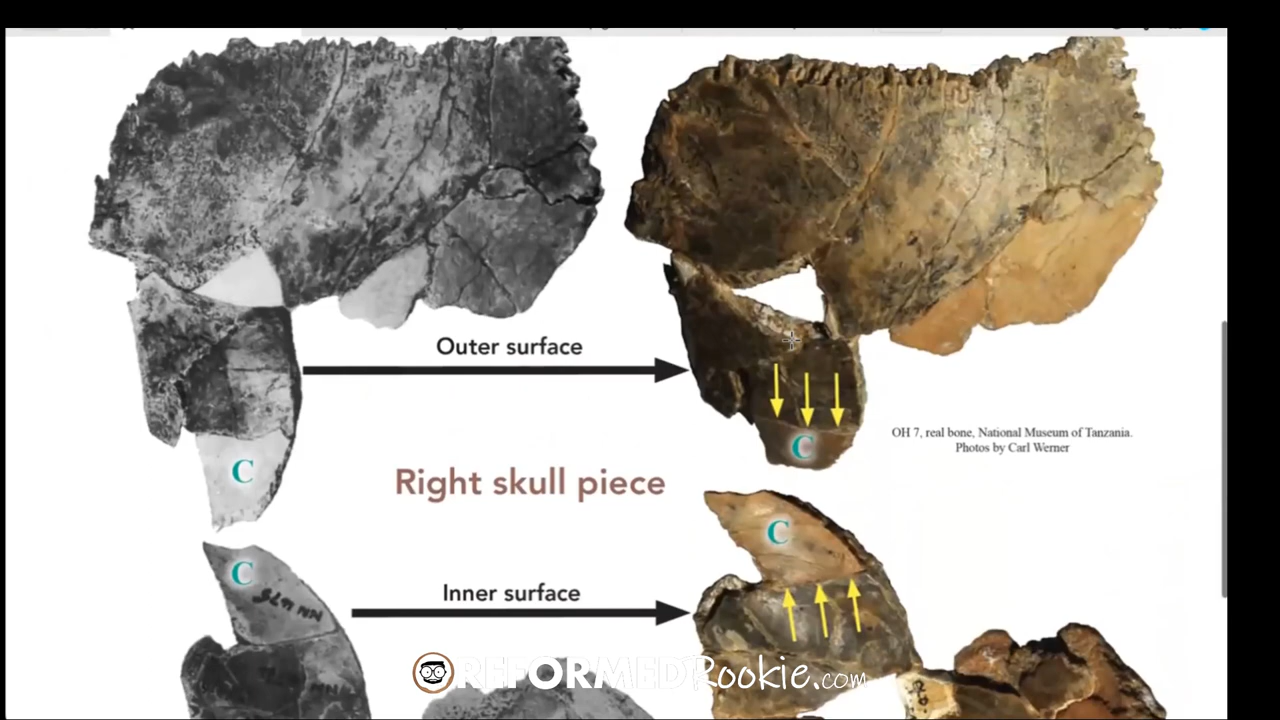 Outer surface
C
C
OH 7, real bone, National Museum of Tanzania.
Photos by Carl Werner
Right skull piece
C
C
Inner surface
REFORMEDRookie.com